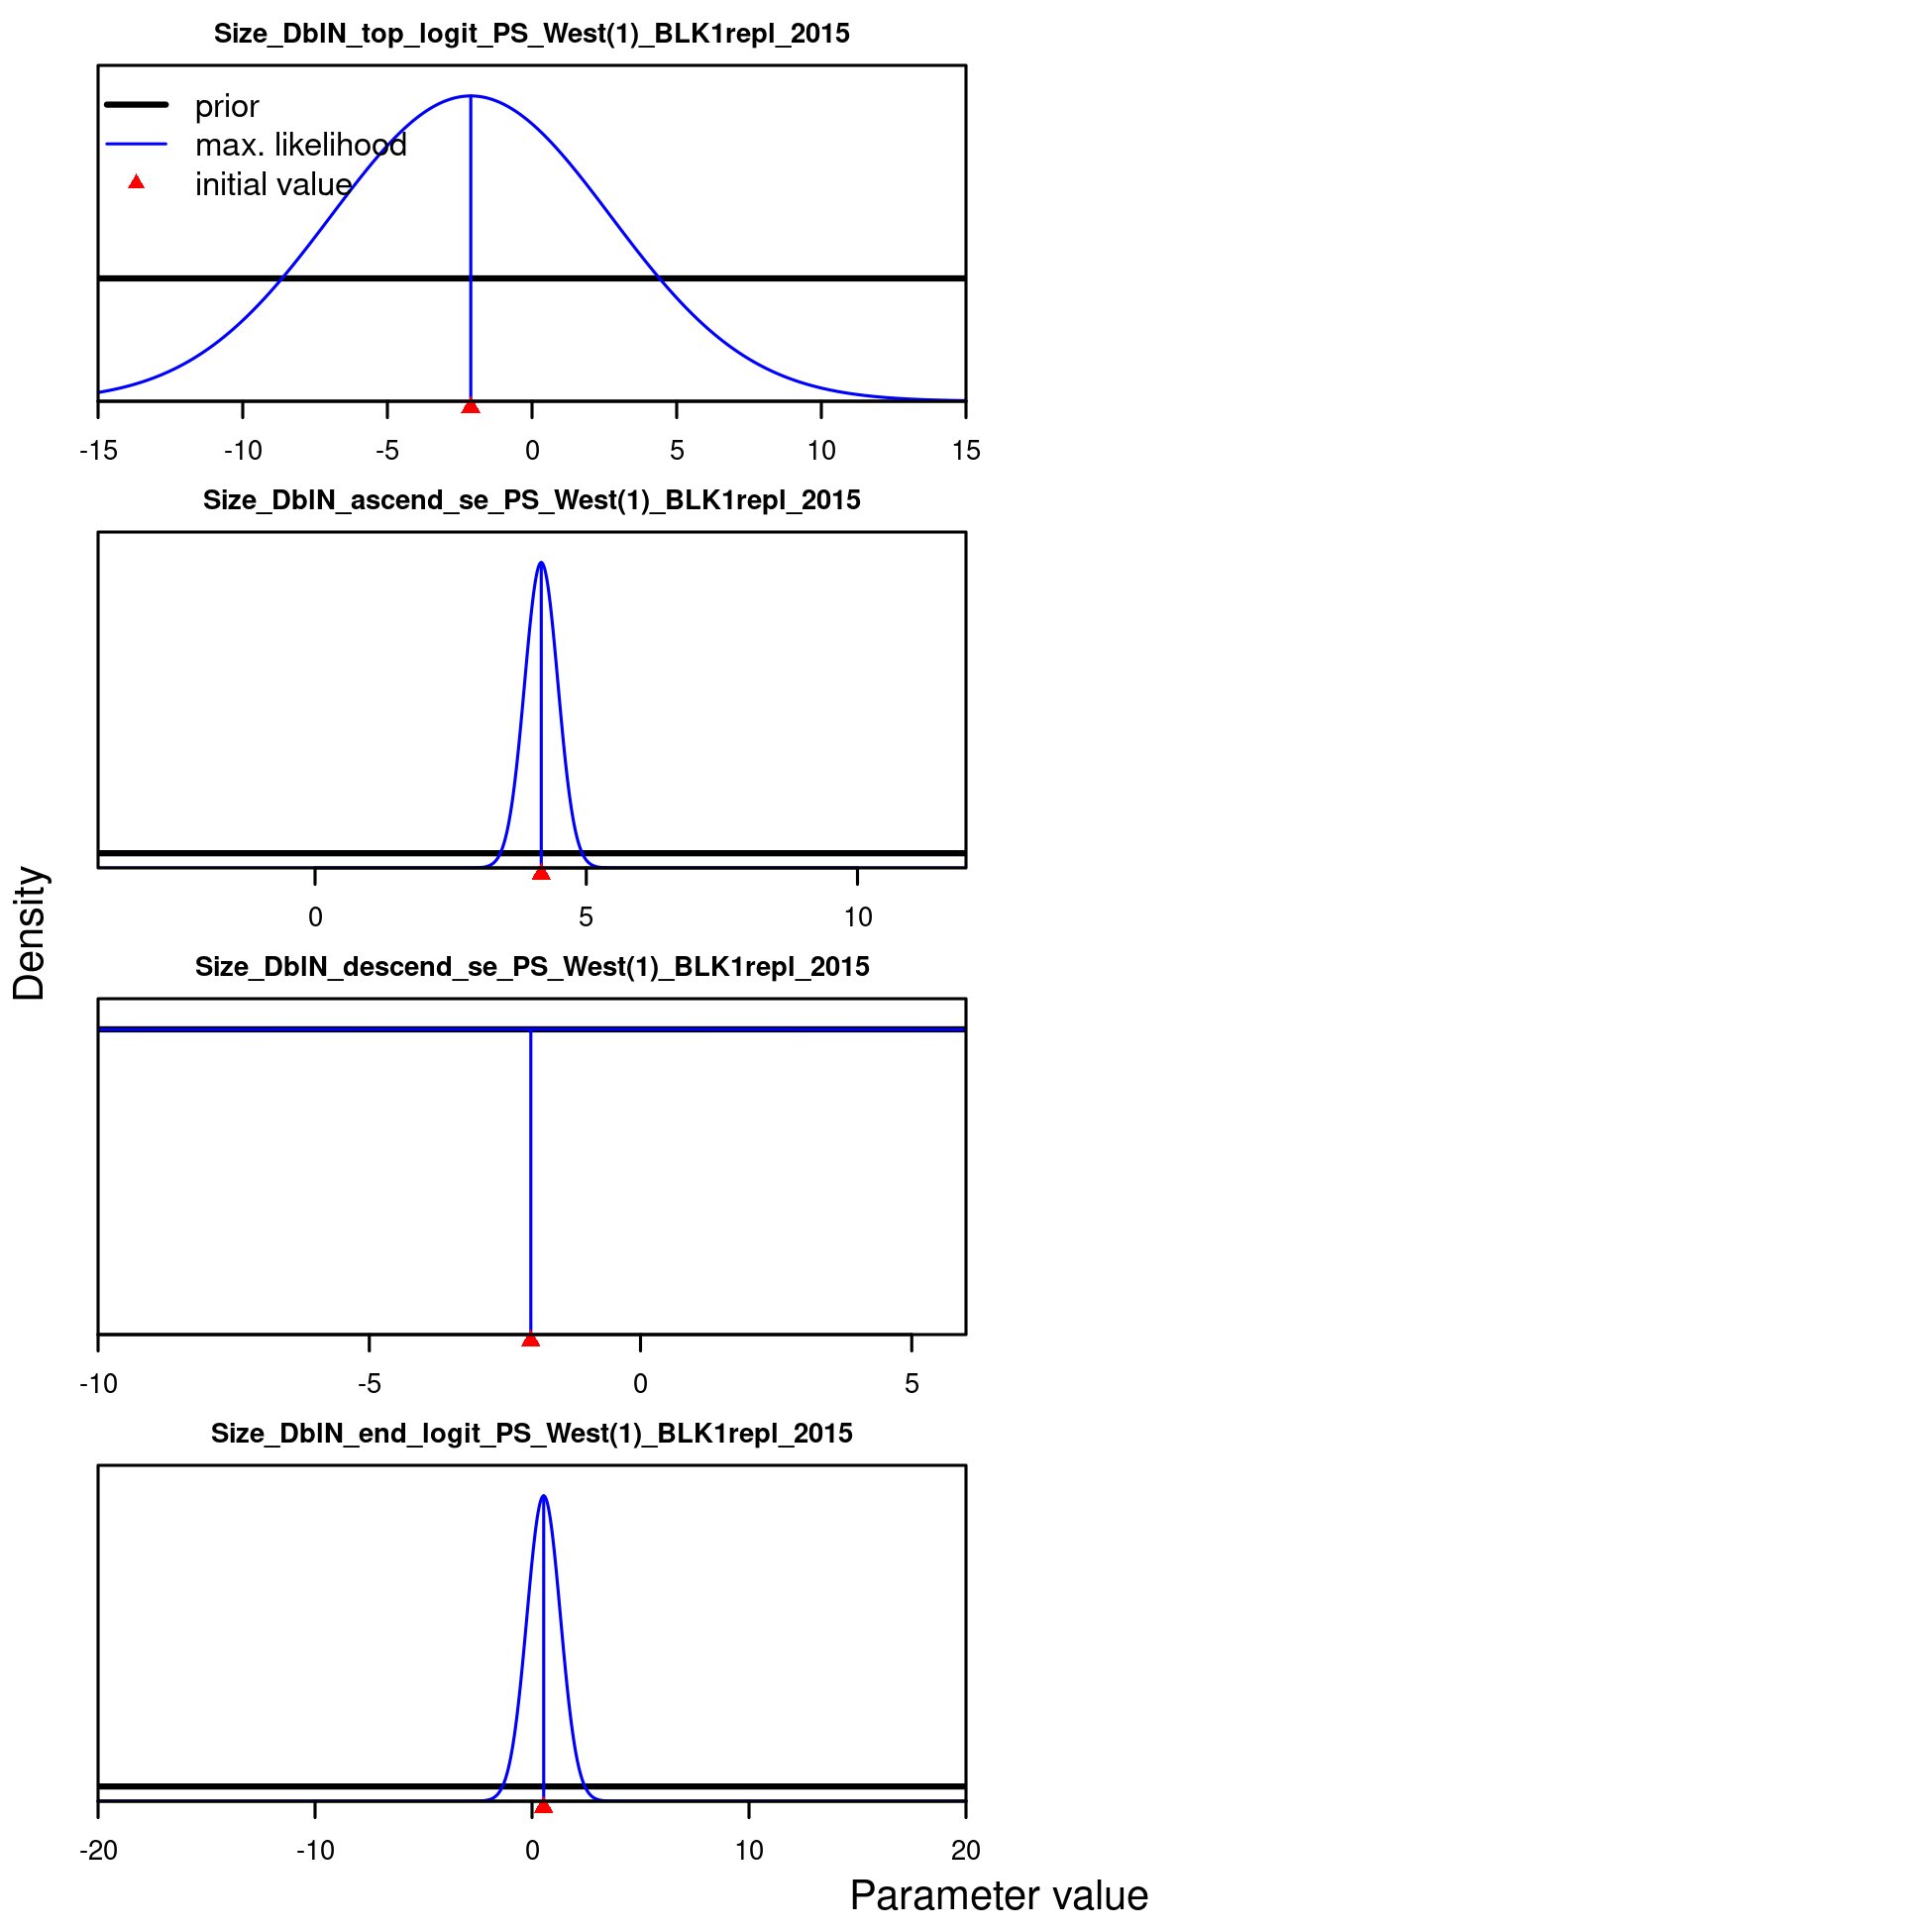 Size_DblN_top_logit_PS_West(1)_BLK1repl_2015
prior
max. likelihood
initial value
-15 -10 -5 0 5 10 15
Size_DblN_ascend_se_PS_West(1)_BLK1repl_2015
0 5 10
Size_DblN_descend_se_PS_West(1)_BLK1repl_2015
-10 -5 0 5
Size_DblN_end_logit_PS_West(1)_BLK1repl_2015
-20 -10 0 10 20
Density
Parameter value